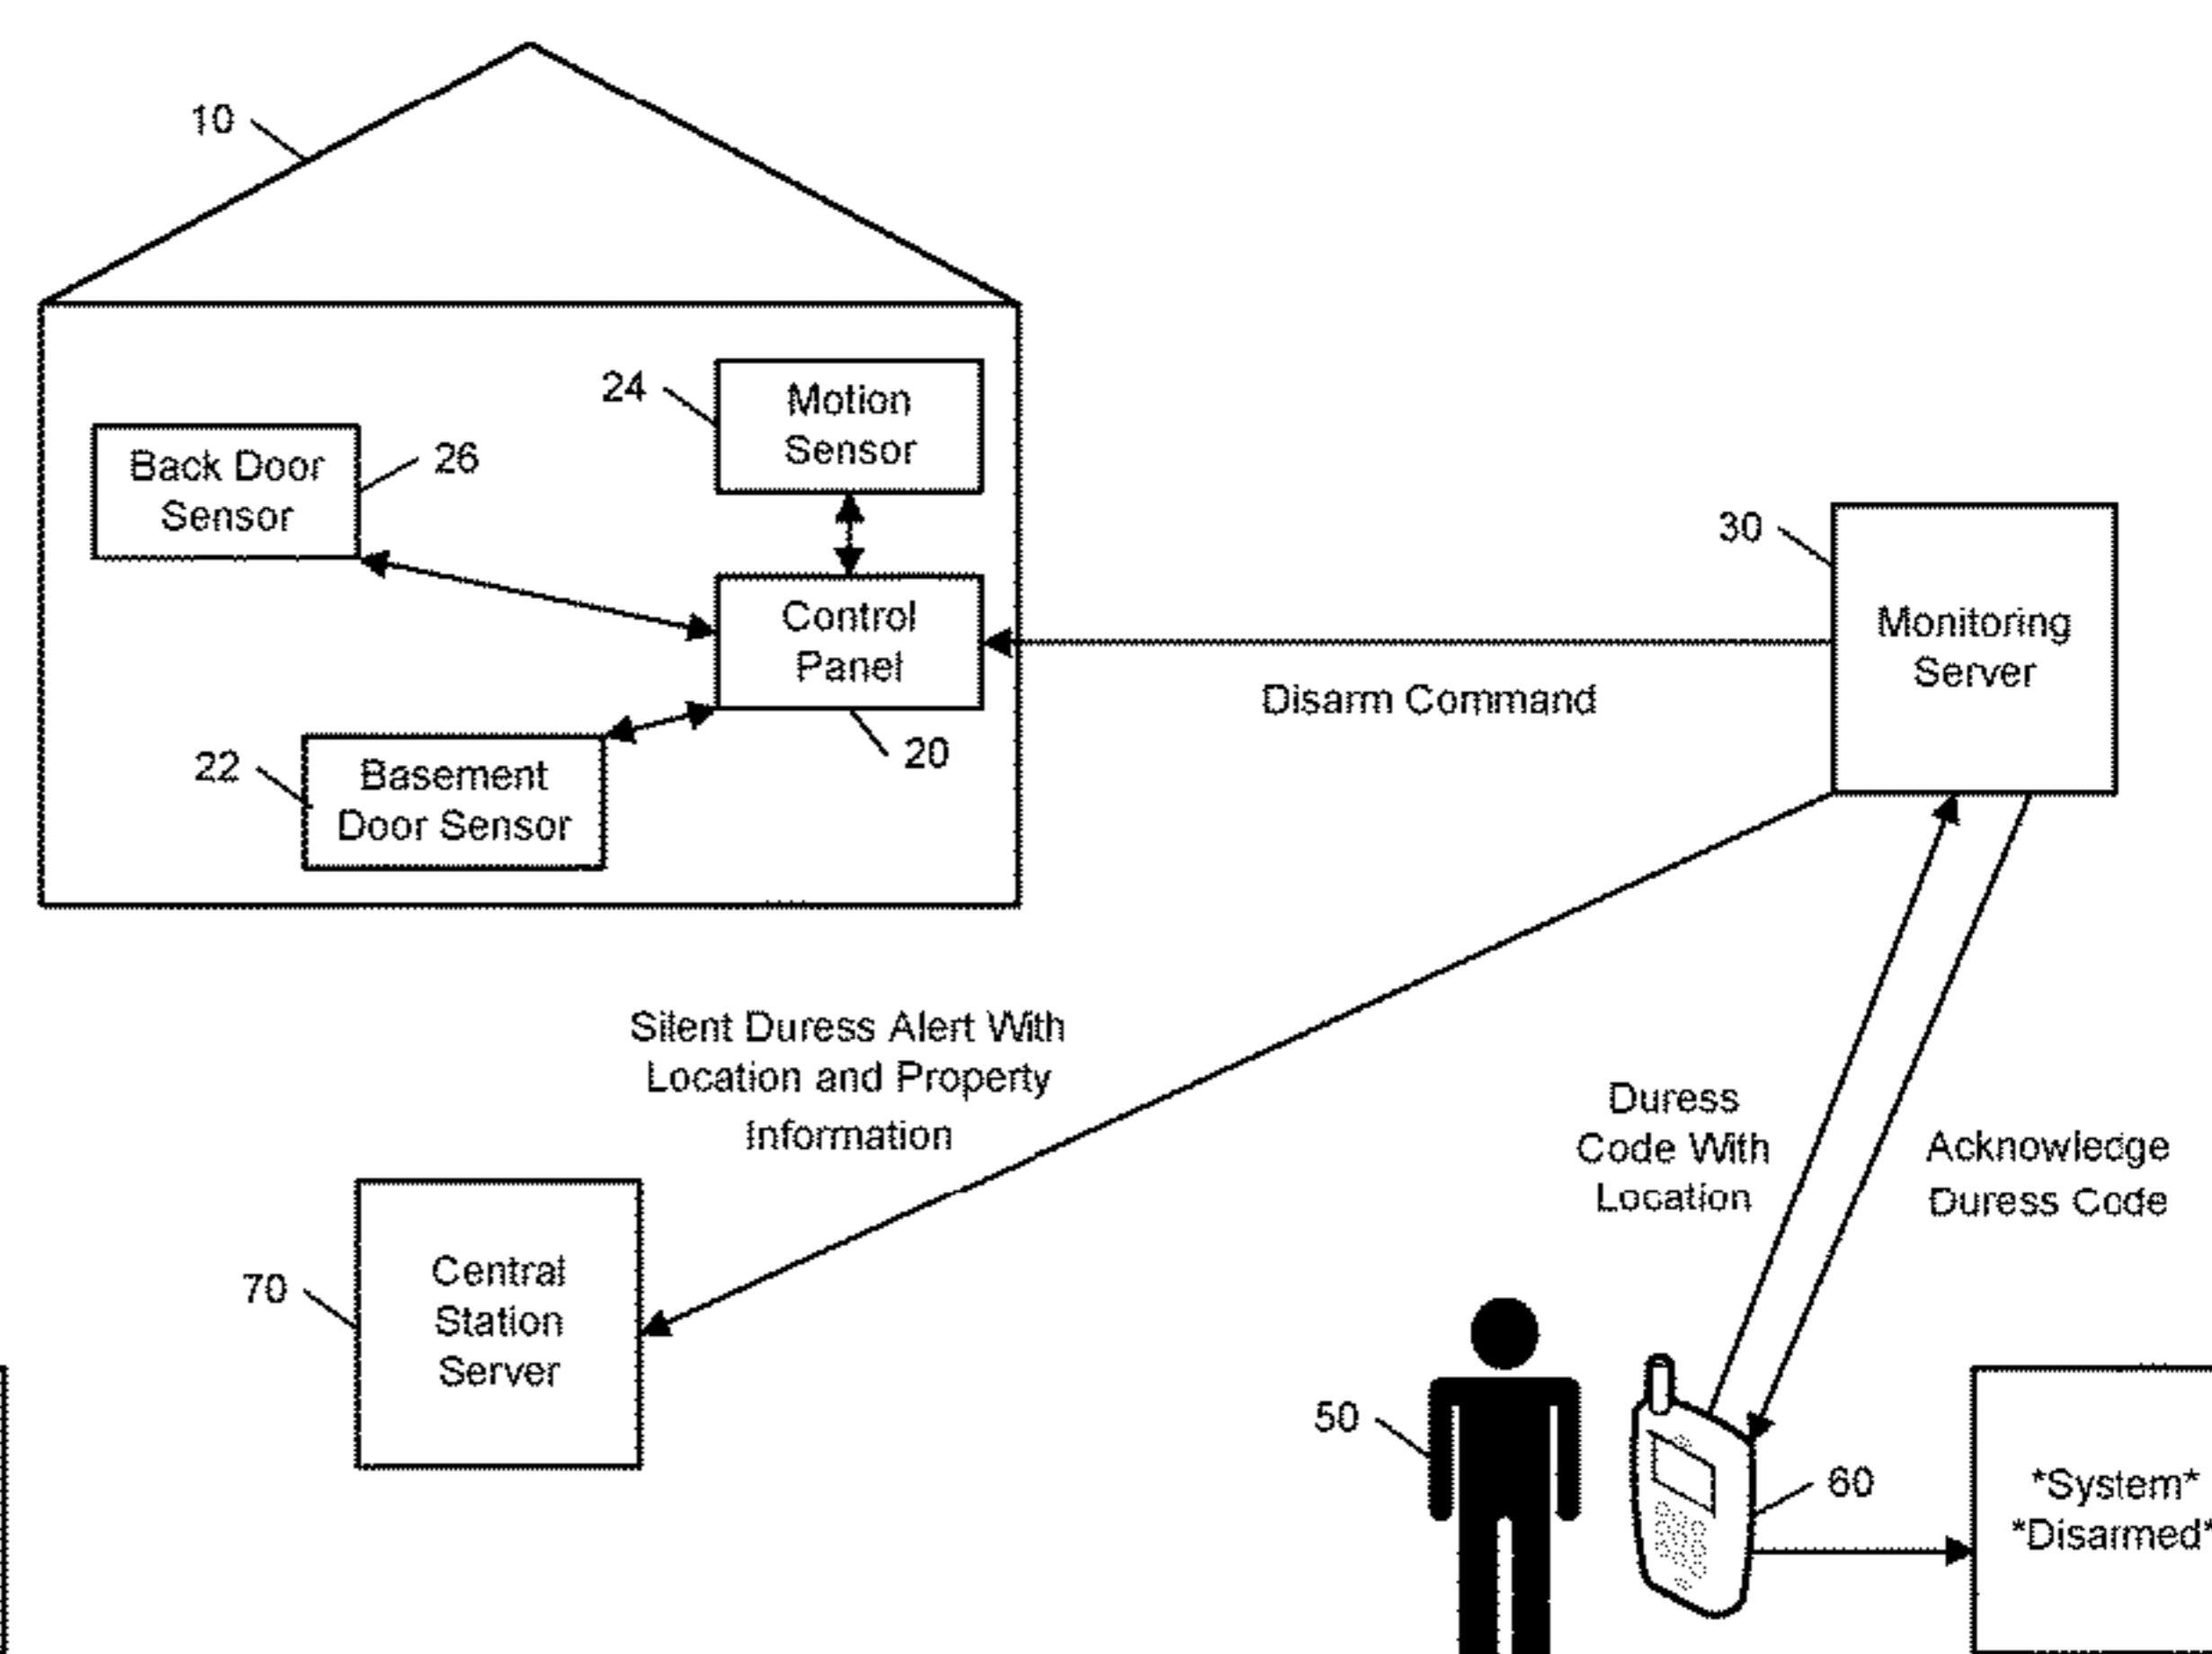 10
24
Motion
Sensor
Back Door
Sensor
26
30
Monitoring
Server
Control
Panel
Disarm Command
20
22
Basement
Door Sensor
Silent Duress Alert With
Location and Property
Information
Duress
Code With
Location
Acknowledge
Duress Code
70
Central
Station
Server
50
60
*System*
*Disarmed*